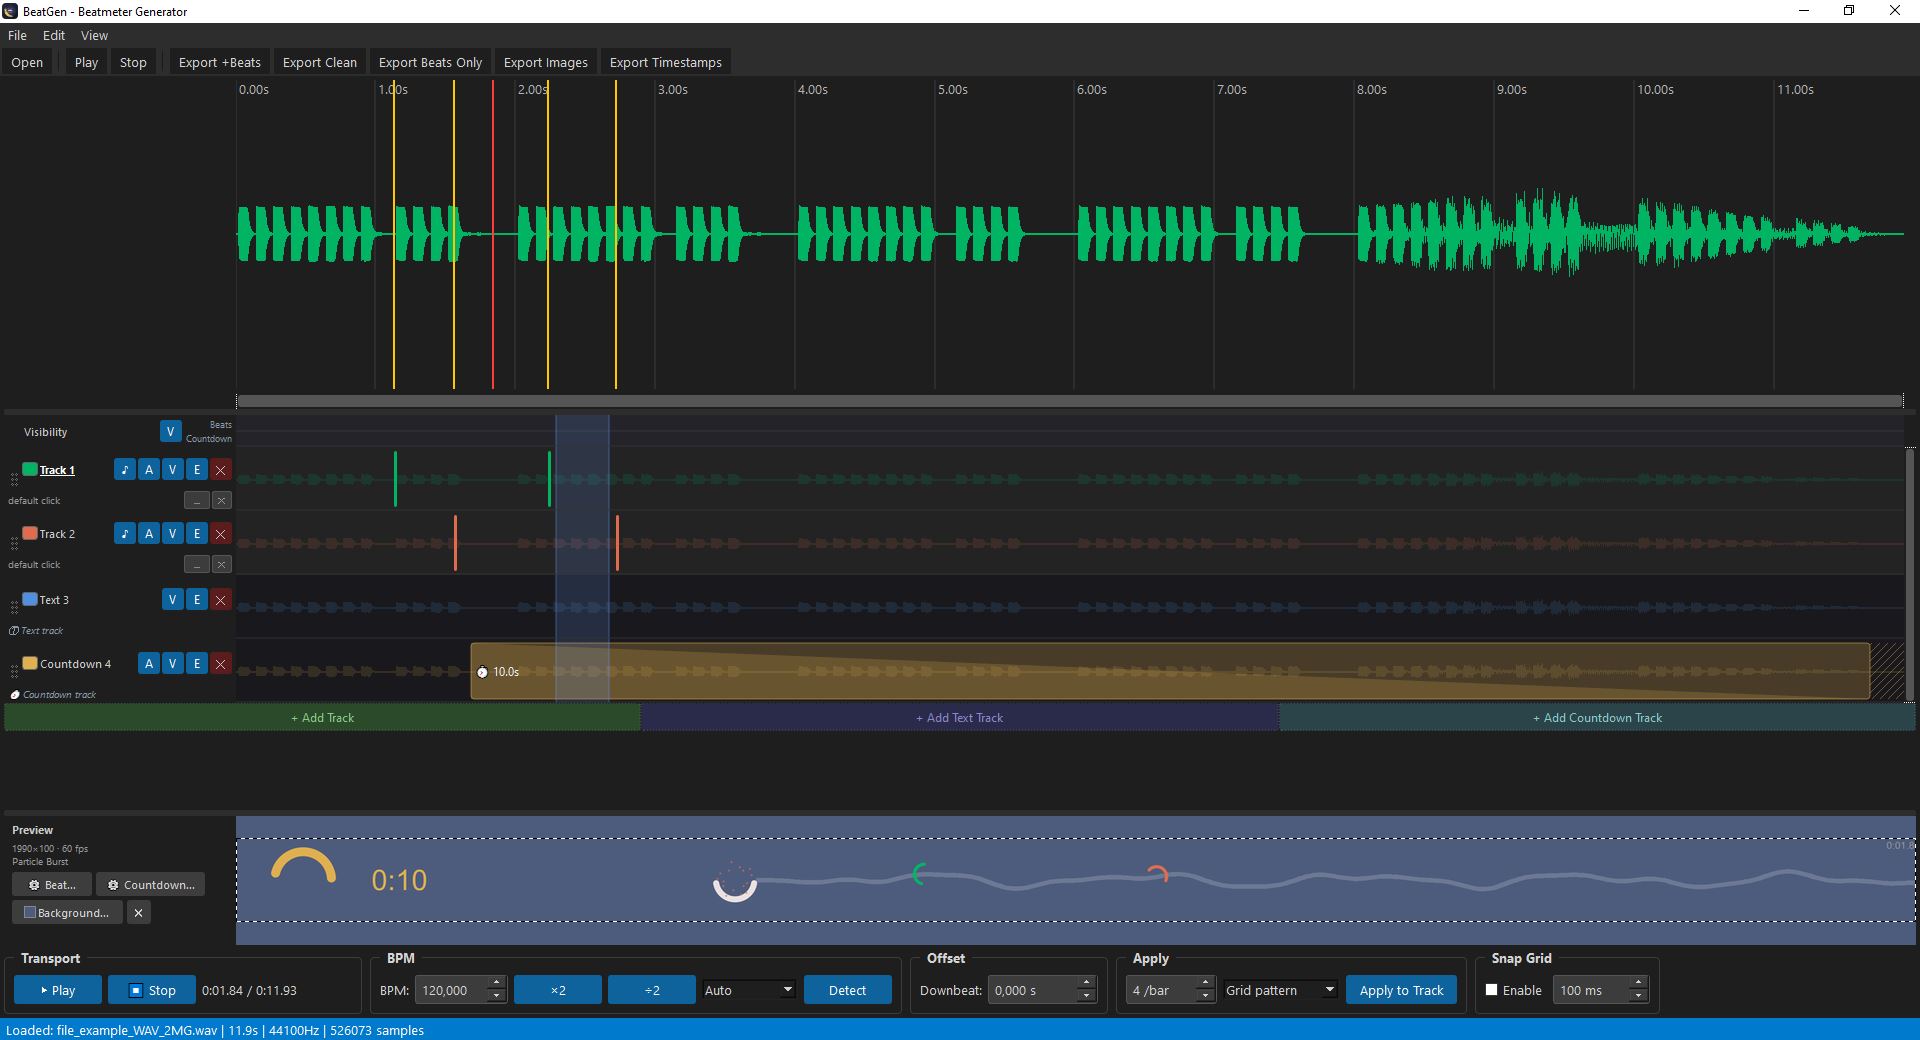 BeatGen - Beatmeter Generator
File Edit View
Open Play Stop Export +Beats Export Clean Export Beats Only Export Images Export Timestamps
0.00s 1.00s 2.00s 3.00s 4.00s 5.00s 6.00s 7.00s 8.00s 9.00s 10.00s 11.00s
Visibility V Beats
Countdown
Track 1 ♪ A V E ×
default click ... ×
Track 2 ♪ A V E ×
default click ... ×
Text 3 V E ×
Text track
Countdown 4 A V E ×
10.0s
Countdown track
+ Add Track + Add Text Track + Add Countdown Track
Preview
1990×100 · 60 fps
Particle Burst
Beat... Countdown...
Background... ×
0:10
0:01.8
Transport BPM Offset Apply Snap Grid
Play Stop 0:01.84 / 0:11.93 BPM: 120,000 ×2 ÷2 Auto Detect Downbeat: 0,000 s 4 /bar Grid pattern Apply to Track Enable 100 ms
Loaded: file_example_WAV_2MG.wav | 11.9s | 44100Hz | 526073 samples